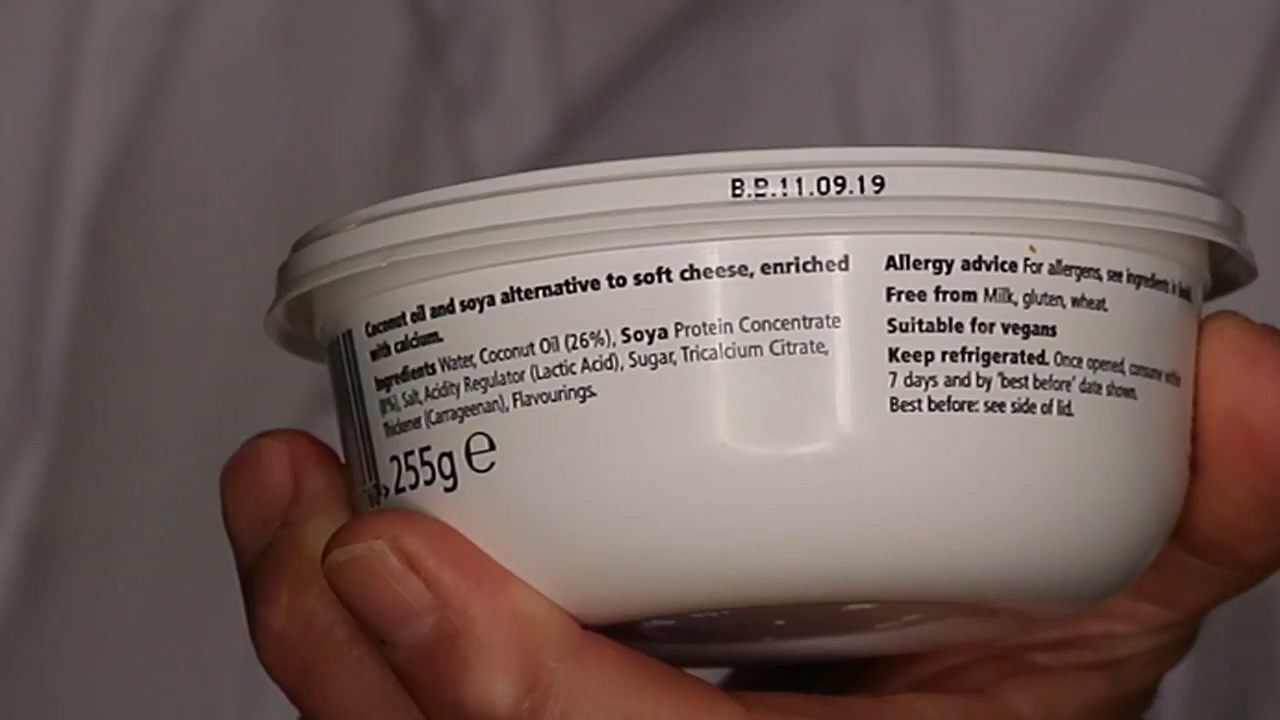 B.B.11.09.19
Coconut oil and soya alternative to soft cheese, enriched
with calcium.
Ingredients Water, Coconut Oil (26%), Soya Protein Concentrate
Salt, Acidity Regulator (Lactic Acid), Sugar, Tricalcium Citrate,
Thickener (Carrageenan), Flavourings.
255g e
Allergy advice For allergens, see ingredients in bold.
Free from Milk, gluten, wheat.
Suitable for vegans
Keep refrigerated. Once opened, consume within
7 days and by 'best before' date shown.
Best before: see side of lid.